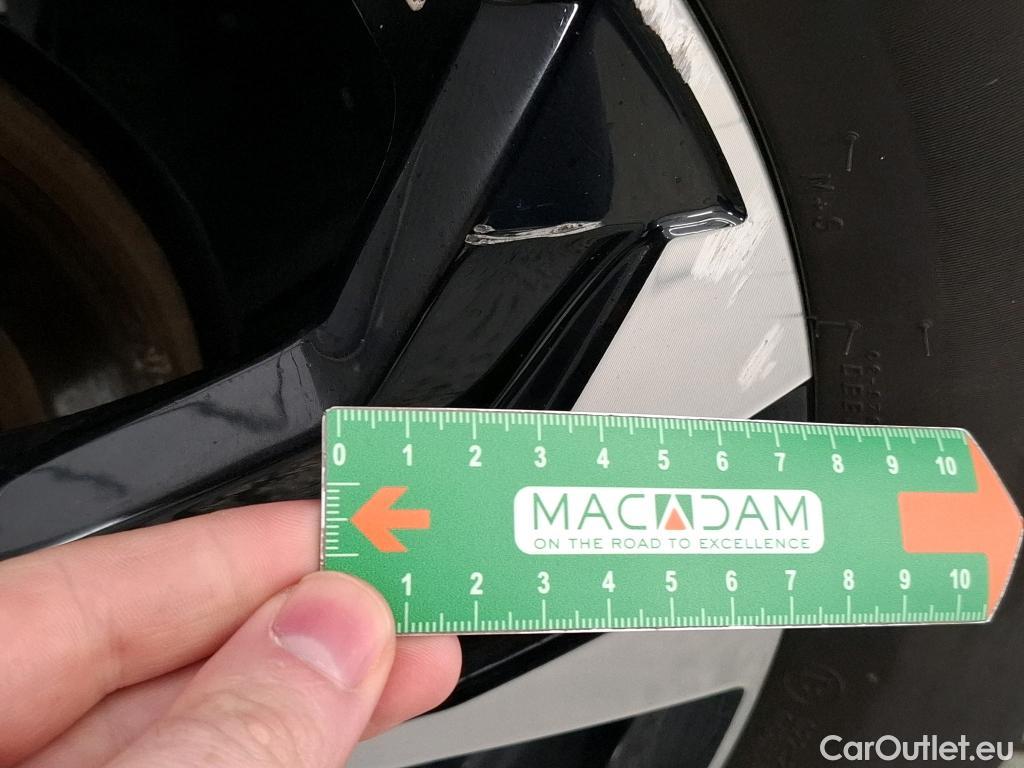 M+S
0 1 2 3 4 5 6 7 8 9 10
MACADAM
ON THE ROAD TO EXCELLENCE
1 2 3 4 5 6 7 8 9 10
CarOutlet.eu